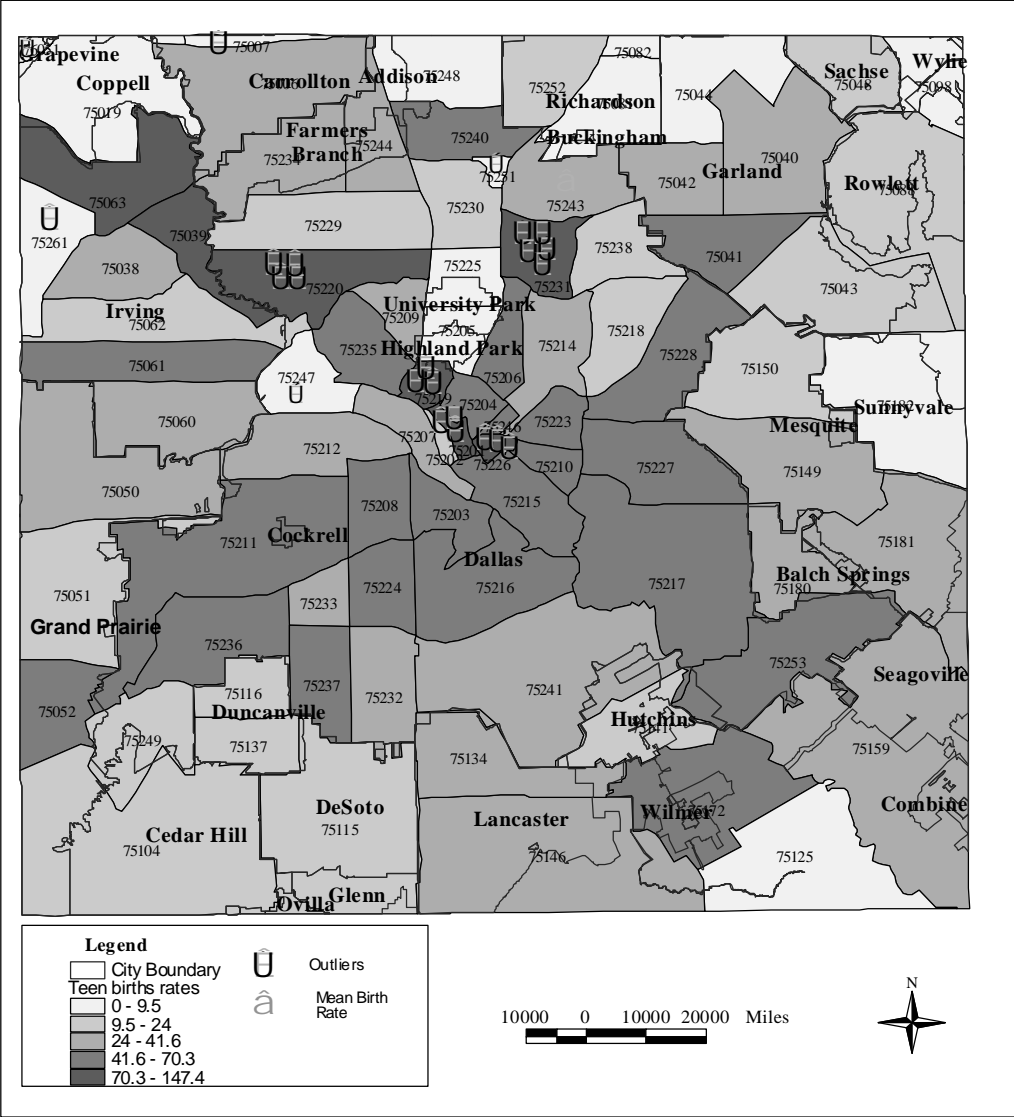 75051
75007
Grapevine
Coppell
Carrollton
Addison
75248
75082
75252
Richardson
75044
Sachse
75048
Wylie
75098
75019
Buckingham
75240
Farmers
Branch
75244
75234
75251
75040
75042
Garland
Rowlett
75088
75063
75261
75039
75229
75230
75243
75238
75041
75038
75225
75220
75231
75043
Irving
75062
University Park
75209
75205
75218
75235
Highland Park
75214
75228
75061
75247
75206
75150
75219
75204
75182
Sunnyvale
75060
75223
75246
Mesquite
75207
75212
75202
75226
75210
75227
75149
75050
75208
75203
75215
75211
Cockrell
Dallas
75181
75051
75233
75224
75216
75217
Balch Springs
75180
Grand Prairie
75236
75253
Seagoville
75116
75237
75232
75241
75052
Duncanville
Hutchins
75249
75137
75134
75159
DeSoto
75115
Lancaster
Wilmer
75172
Combine
Cedar Hill
75104
75146
75125
Ovilla
Glenn
Legend
City Boundary
Teen births rates
0 - 9.5
9.5 - 24
24 - 41.6
41.6 - 70.3
70.3 - 147.4
Outliers
â
Mean Birth
Rate
10000 0 10000 20000 Miles
N